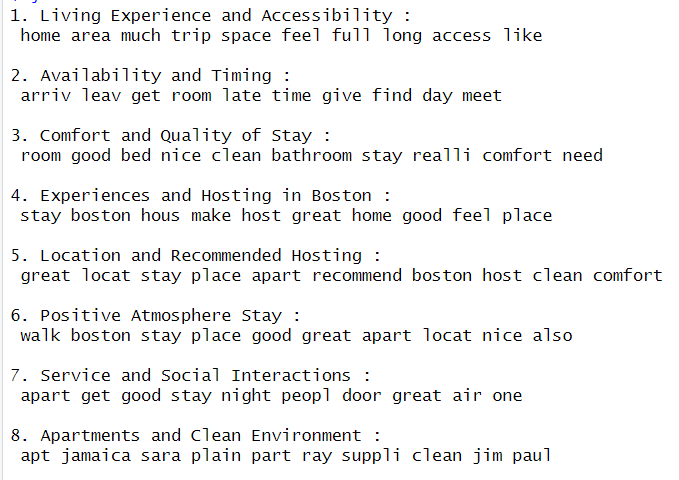 1. Living Experience and Accessibility :
home area much trip space feel full long access like
2. Availability and Timing :
arriv leav get room late time give find day meet
3. Comfort and Quality of Stay :
room good bed nice clean bathroom stay realli comfort need
4. Experiences and Hosting in Boston :
stay boston hous make host great home good feel place
5. Location and Recommended Hosting :
great locat stay place apart recommend boston host clean comfort
6. Positive Atmosphere Stay :
walk boston stay place good great apart locat nice also
7. Service and Social Interactions :
apart get good stay night peopl door great air one
8. Apartments and Clean Environment :
apt jamaica sara plain part ray suppli clean jim paul